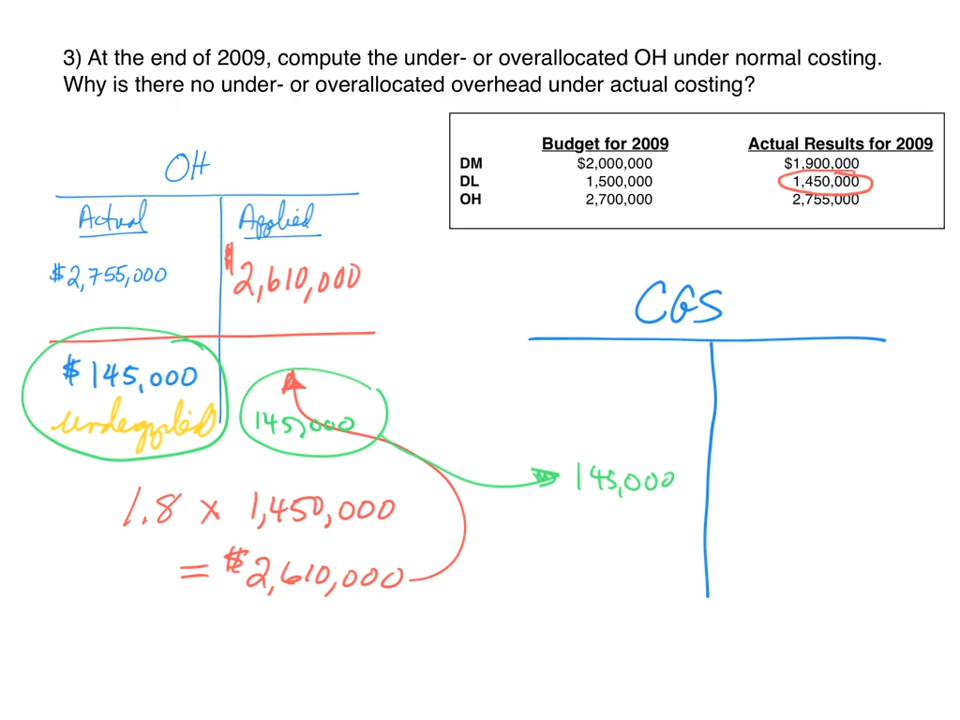 3) At the end of 2009, compute the under- or overallocated OH under normal costing.
Why is there no under- or overallocated overhead under actual costing?
Budget for 2009 Actual Results for 2009
DM $2,000,000 $1,900,000
DL 1,500,000 1,450,000
OH 2,700,000 2,755,000
OH
Actual Applied
$2,755,000 $2,610,000
CGS
$145,000
underapplied 145,000
145,000
1.8 x 1,450,000
= $2,610,000